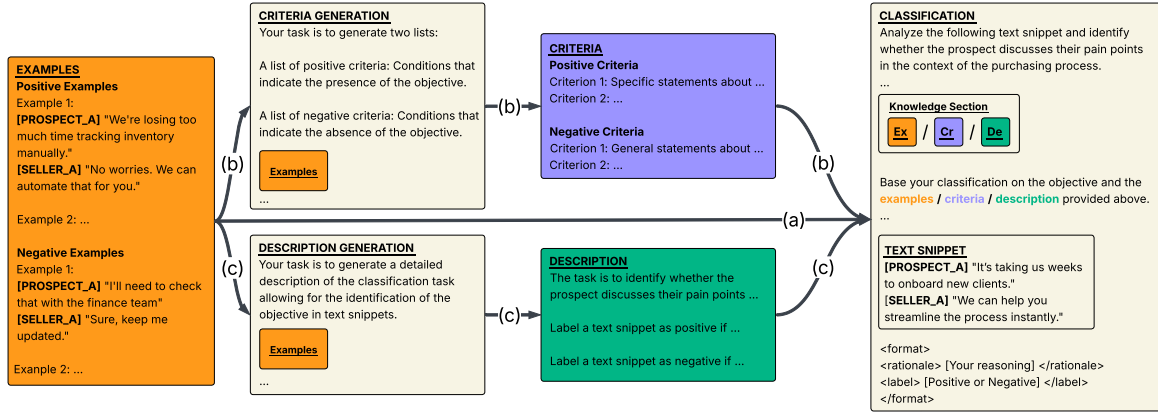 EXAMPLES
Positive Examples
Example 1:
[PROSPECT_A] "We're losing too
much time tracking inventory
manually."
[SELLER_A] "No worries. We can
automate that for you."
Example 2: ...
Negative Examples
Example 1:
[PROSPECT_A] "I'll need to check
that with the finance team"
[SELLER_A] "Sure, keep me
updated."
Exanple 2: ...
(b)
(c)
CRITERIA GENERATION
Your task is to generate two lists:
A list of positive criteria: Conditions that
indicate the presence of the objective.
A list of negative criteria: Conditions that
indicate the absence of the objective.
Examples
...
(b)
CRITERIA
Positive Criteria
Criterion 1: Specific statements about ...
Criterion 2: ...
Negative Criteria
Criterion 1: General statements about ...
Criterion 2: ...
(b)
(a)
DESCRIPTION GENERATION
Your task is to generate a detailed
description of the classification task
allowing for the identification of the
objective in text snippets.
Examples
...
(c)
DESCRIPTION
The task is to identify whether the
prospect discusses their pain points ...
Label a text snippet as positive if ...
Label a text snippet as negative if ...
(c)
CLASSIFICATION
Analyze the following text snippet and identify
whether the prospect discusses their pain points
in the context of the purchasing process.
...
Knowledge Section
Ex / Cr / De
Base your classification on the objective and the
examples / criteria / description provided above.
...
TEXT SNIPPET
[PROSPECT_A] "It's taking us weeks
to onboard new clients."
[SELLER_A] "We can help you
streamline the process instantly."
<format>
<rationale> [Your reasoning] </rationale>
<label> [Positive or Negative] </label>
</format>